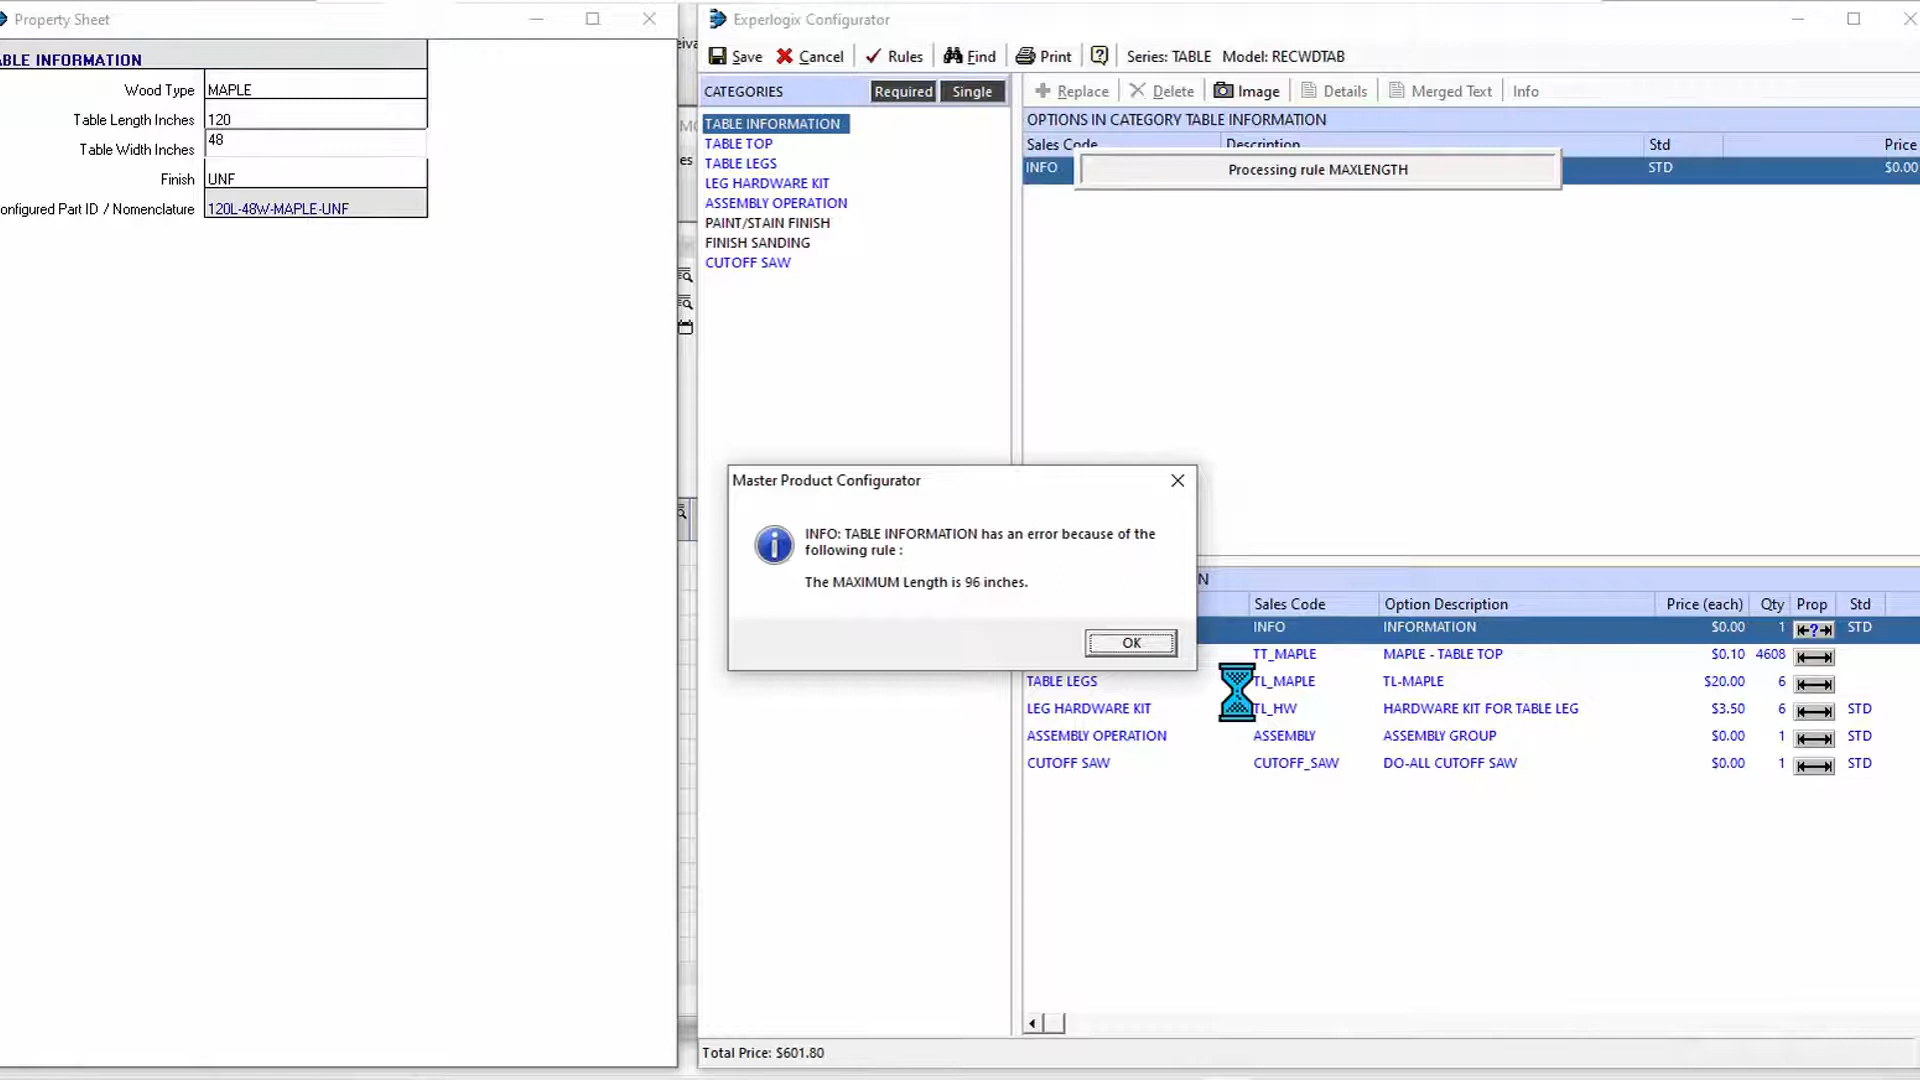 Property Sheet
ABLE INFORMATION
Wood Type MAPLE
Table Length Inches 120
Table Width Inches 48
Finish UNF
onfigured Part ID / Nomenclature 120L-48W-MAPLE-UNF
Experlogix Configurator
Save Cancel Rules Find Print Series: TABLE Model: RECWDTAB
CATEGORIES Required Single
TABLE INFORMATION
TABLE TOP
TABLE LEGS
LEG HARDWARE KIT
ASSEMBLY OPERATION
PAINT/STAIN FINISH
FINISH SANDING
CUTOFF SAW
Replace Delete Image Details Merged Text Info
OPTIONS IN CATEGORY TABLE INFORMATION
Sales Code Description Std Price
INFO STD $0.00
Processing rule MAXLENGTH
Master Product Configurator
INFO: TABLE INFORMATION has an error because of the
following rule :
The MAXIMUM Length is 96 inches.
OK
N
Sales Code Option Description Price (each) Qty Prop Std
INFO INFORMATION $0.00 1 ? STD
TT_MAPLE MAPLE - TABLE TOP $0.10 4608
TABLE LEGS TL_MAPLE TL-MAPLE $20.00 6
LEG HARDWARE KIT TL_HW HARDWARE KIT FOR TABLE LEG $3.50 6 STD
ASSEMBLY OPERATION ASSEMBLY ASSEMBLY GROUP $0.00 1 STD
CUTOFF SAW CUTOFF_SAW DO-ALL CUTOFF SAW $0.00 1 STD
Total Price: $601.80